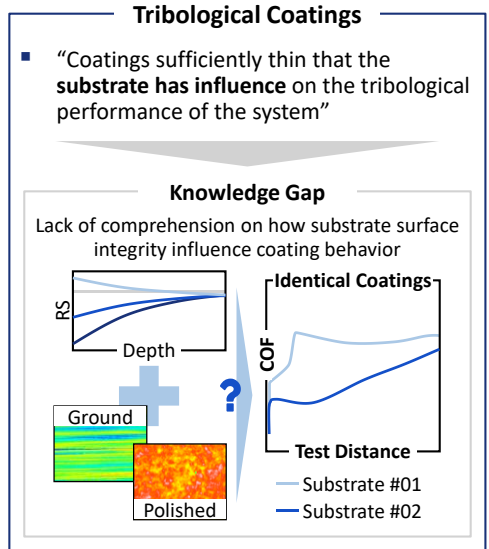 Tribological Coatings
“Coatings sufficiently thin that the
substrate has influence on the tribological
performance of the system”
Knowledge Gap
Lack of comprehension on how substrate surface
integrity influence coating behavior
RS
Depth
Ground
Polished
?
Identical Coatings
COF
Test Distance
Substrate #01
Substrate #02